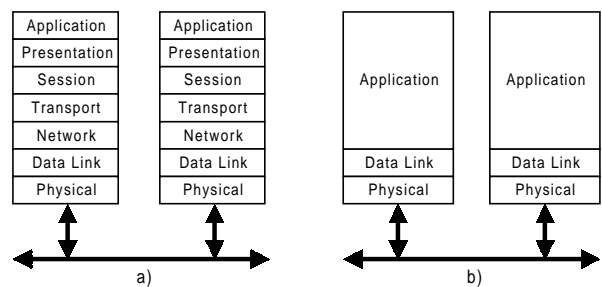 Application
Presentation
Session
Transport
Network
Data Link
Physical
Application
Presentation
Session
Transport
Network
Data Link
Physical
a)
Application
Data Link
Physical
Application
Data Link
Physical
b)